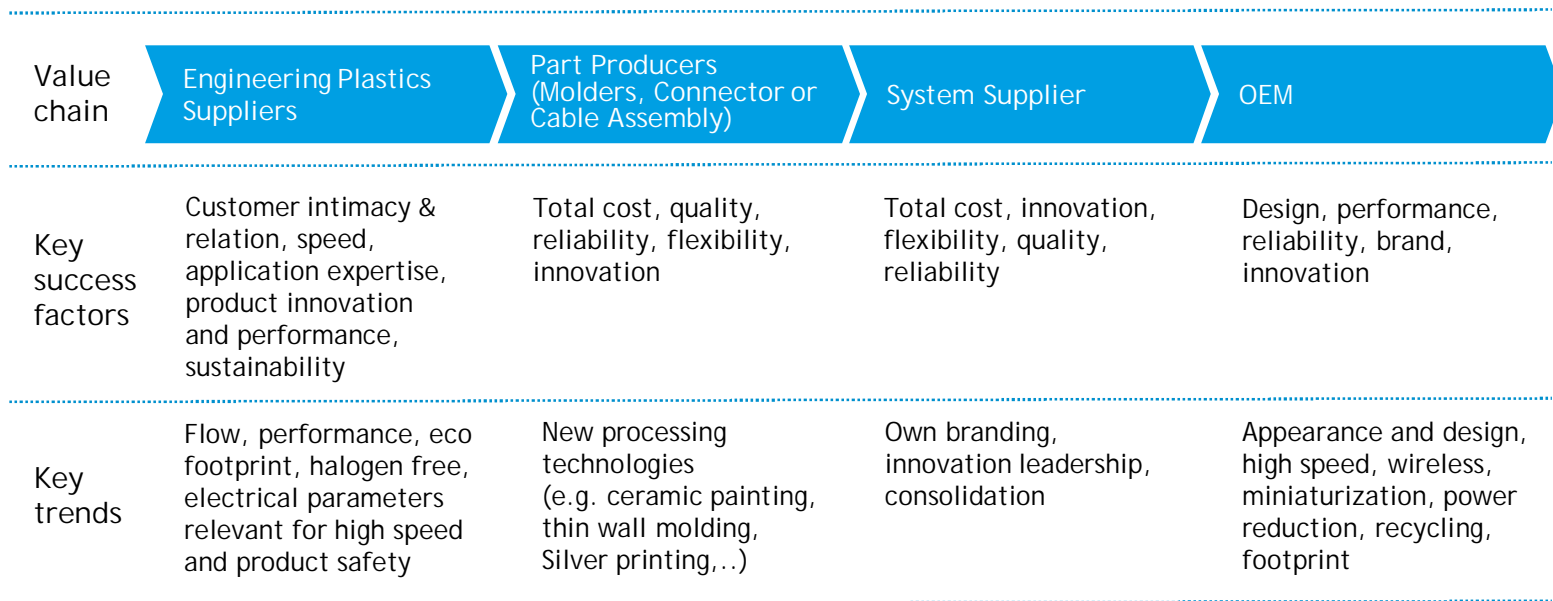 Value
chain
Engineering Plastics
Suppliers
Part Producers
(Molders, Connector or
Cable Assembly)
System Supplier
OEM
Key
success
factors
Customer intimacy &
relation, speed,
application expertise,
product innovation
and performance,
sustainability
Total cost, quality,
reliability, flexibility,
innovation
Total cost, innovation,
flexibility, quality,
reliability
Design, performance,
reliability, brand,
innovation
Key
trends
Flow, performance, eco
footprint, halogen free,
electrical parameters
relevant for high speed
and product safety
New processing
technologies
(e.g. ceramic painting,
thin wall molding,
Silver printing,..)
Own branding,
innovation leadership,
consolidation
Appearance and design,
high speed, wireless,
miniaturization, power
reduction, recycling,
footprint